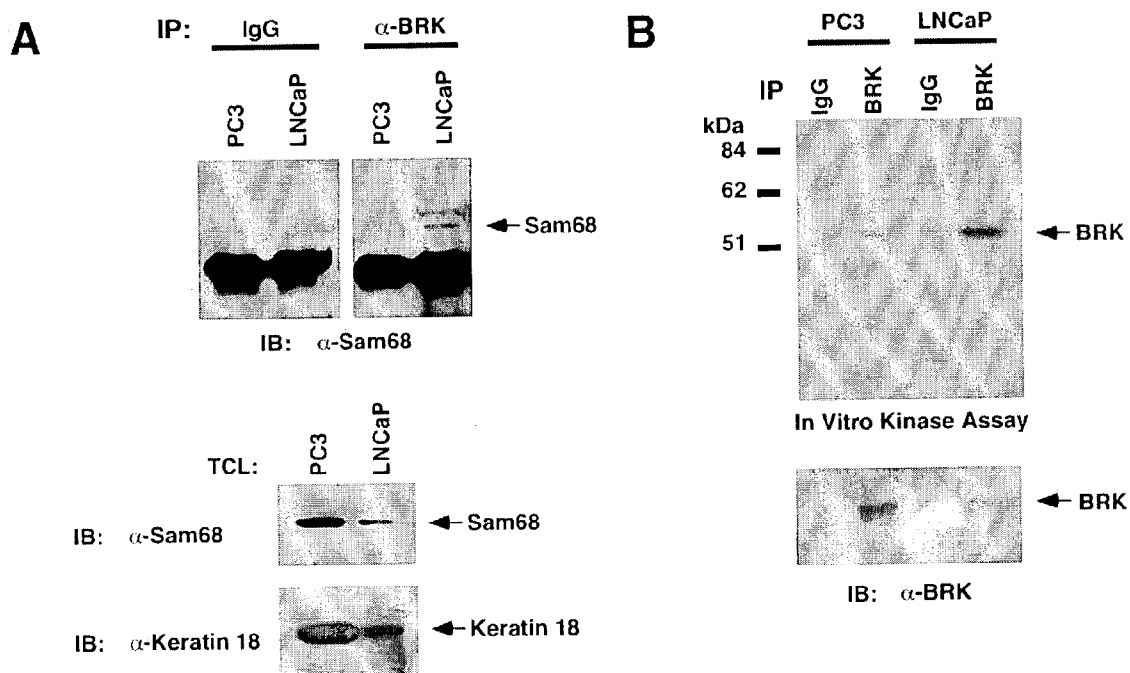 A
IP: IgG α-BRK
PC3 LNCaP PC3 LNCaP
Sam68
IB: α-Sam68
TCL: PC3 LNCaP
IB: α-Sam68 Sam68
IB: α-Keratin 18 Keratin 18
B
PC3 LNCaP
IP IgG BRK IgG BRK
kDa
84
62
51
BRK
In Vitro Kinase Assay
BRK
IB: α-BRK